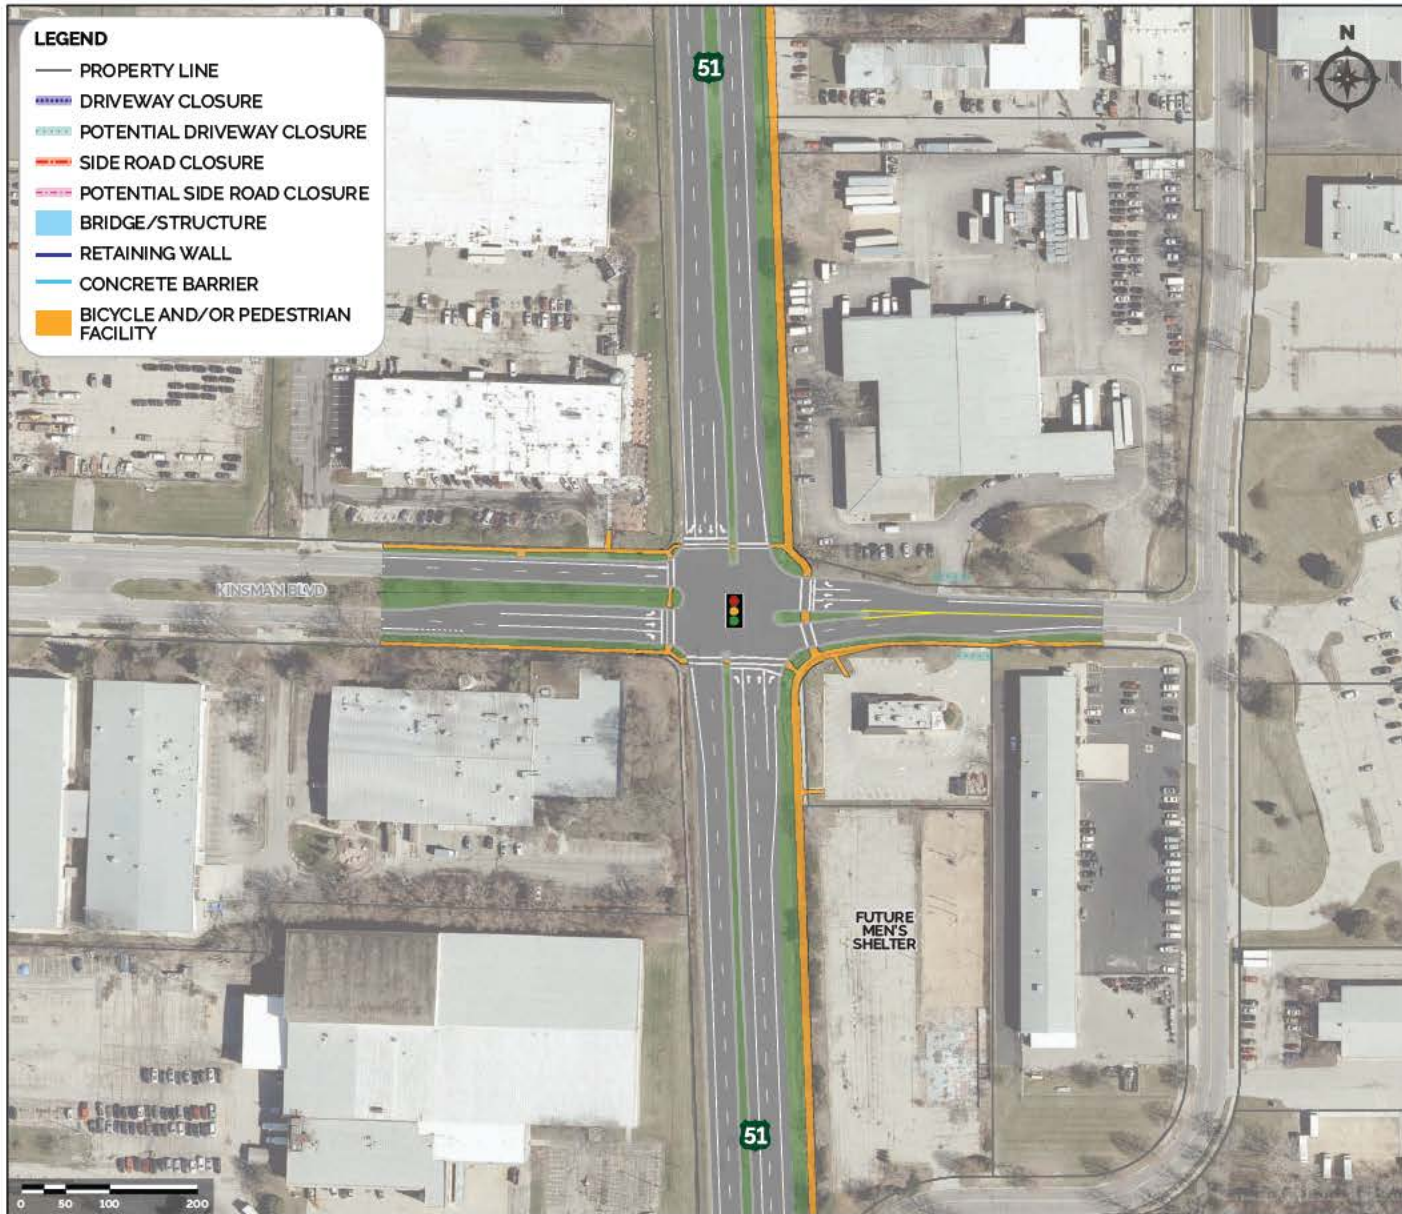 LEGEND
PROPERTY LINE
DRIVEWAY CLOSURE
POTENTIAL DRIVEWAY CLOSURE
SIDE ROAD CLOSURE
POTENTIAL SIDE ROAD CLOSURE
BRIDGE/STRUCTURE
RETAINING WALL
CONCRETE BARRIER
BICYCLE AND/OR PEDESTRIAN
FACILITY
51
N
KINSMAN BLVD
FUTURE
MEN'S
SHELTER
51
0 50 100 200